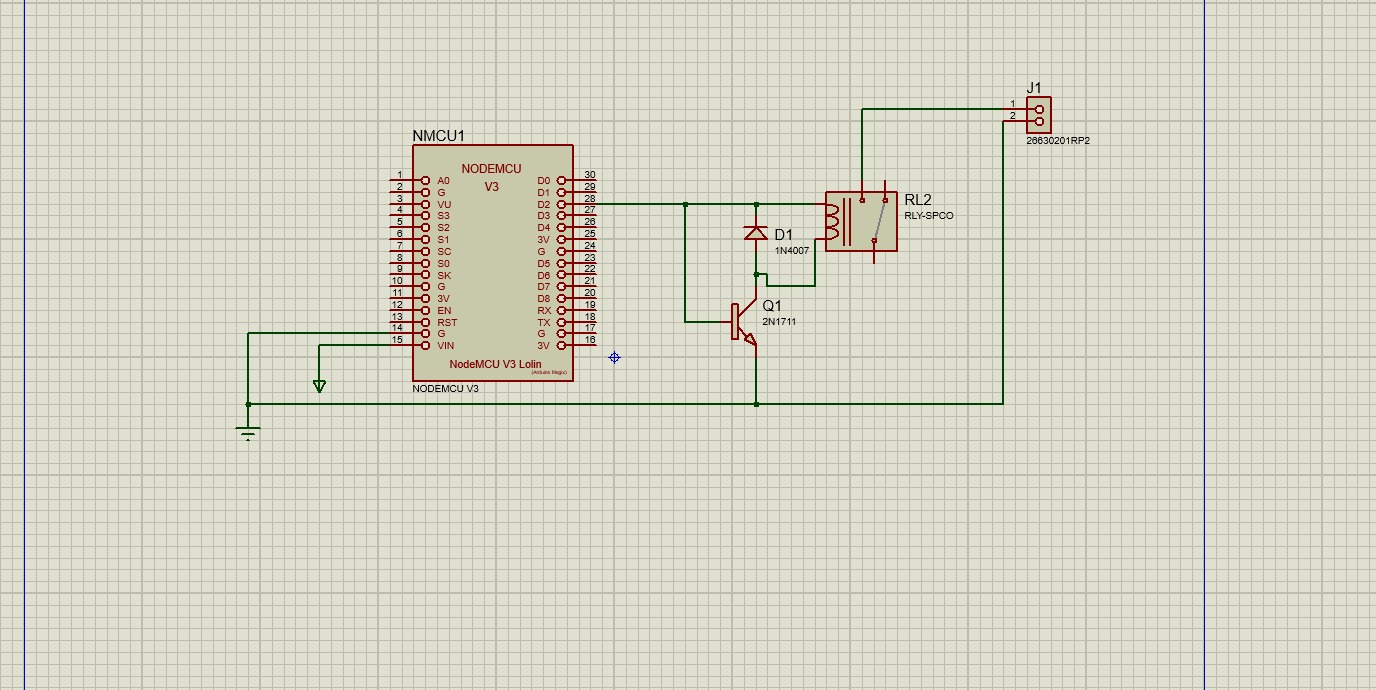 J1
1
2
26630201RP2
NMCU1
NODEMCU
V3
1 A0 D0 30
2 G D1 29
3 VU D2 28
4 S3 D3 27
5 S2 D4 26
6 S1 3V 25
7 SC G 24
8 S0 D5 23
9 SK D6 22
10 G D7 21
11 3V D8 20
12 EN RX 19
13 RST TX 18
14 G G 17
15 VIN 3V 16
NodeMCU V3 Lolin
(Arduino Magix)
NODEMCU V3
RL2
RLY-SPCO
D1
1N4007
Q1
2N1711